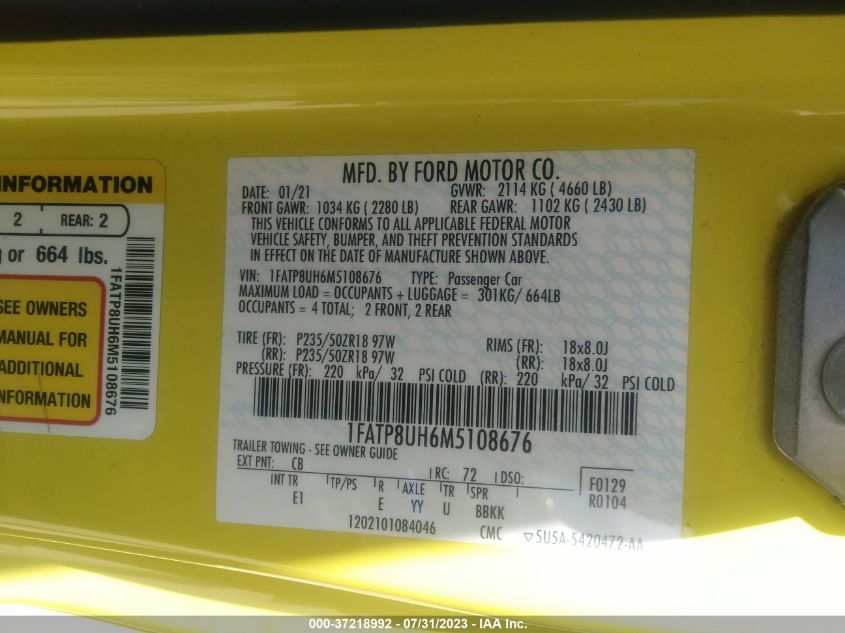 INFORMATION
2 REAR: 2
or 664 lbs.
SEE OWNERS
MANUAL FOR
ADDITIONAL
INFORMATION
1FATP8UH6M5108676
MFD. BY FORD MOTOR CO.
DATE: 01/21 GVWR: 2114 KG ( 4660 LB)
FRONT GAWR: 1034 KG ( 2280 LB) REAR GAWR: 1102 KG ( 2430 LB)
THIS VEHICLE CONFORMS TO ALL APPLICABLE FEDERAL MOTOR
VEHICLE SAFETY, BUMPER, AND THEFT PREVENTION STANDARDS
IN EFFECT ON THE DATE OF MANUFACTURE SHOWN ABOVE.
VIN: 1FATP8UH6M5108676 TYPE: Passenger Car
MAXIMUM LOAD = OCCUPANTS + LUGGAGE = 301KG/ 664LB
OCCUPANTS = 4 TOTAL; 2 FRONT, 2 REAR
TIRE (FR): P235/50ZR18 97W RIMS (FR): 18x8.0J
(RR): P235/50ZR18 97W (RR): 18x8.0J
PRESSURE (FR): 220 kPa/ 32 PSI COLD (RR): 220 kPa/ 32 PSI COLD
1FATP8UH6M5108676
TRAILER TOWING - SEE OWNER GUIDE
EXT PNT: CB RC: 72 DSO: F0129
INT TR TP/PS R AXLE TR SPR R0104
E1 E YY U BBKK
1202101084046 CMC ▽5U5A-5420472-AA
000-37218992 - 07/31/2023 - IAA Inc.